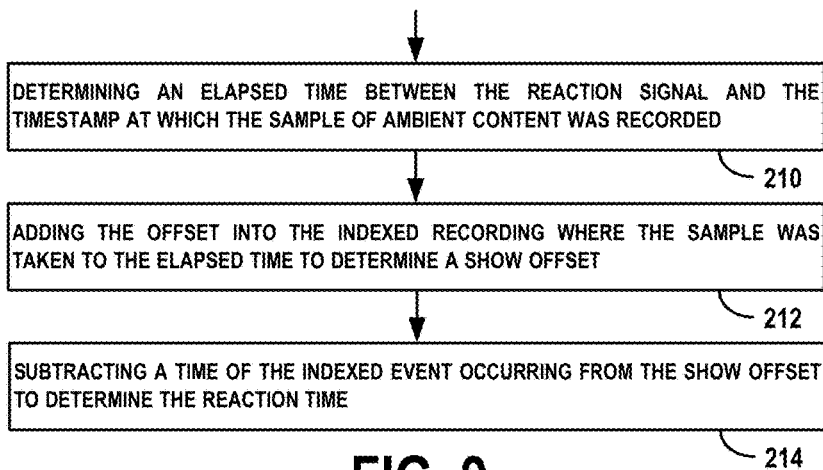 DETERMINING AN ELAPSED TIME BETWEEN THE REACTION SIGNAL AND THE
TIMESTAMP AT WHICH THE SAMPLE OF AMBIENT CONTENT WAS RECORDED
210
ADDING THE OFFSET INTO THE INDEXED RECORDING WHERE THE SAMPLE WAS
TAKEN TO THE ELAPSED TIME TO DETERMINE A SHOW OFFSET
212
SUBTRACTING A TIME OF THE INDEXED EVENT OCCURRING FROM THE SHOW OFFSET
TO DETERMINE THE REACTION TIME
214
FIG.